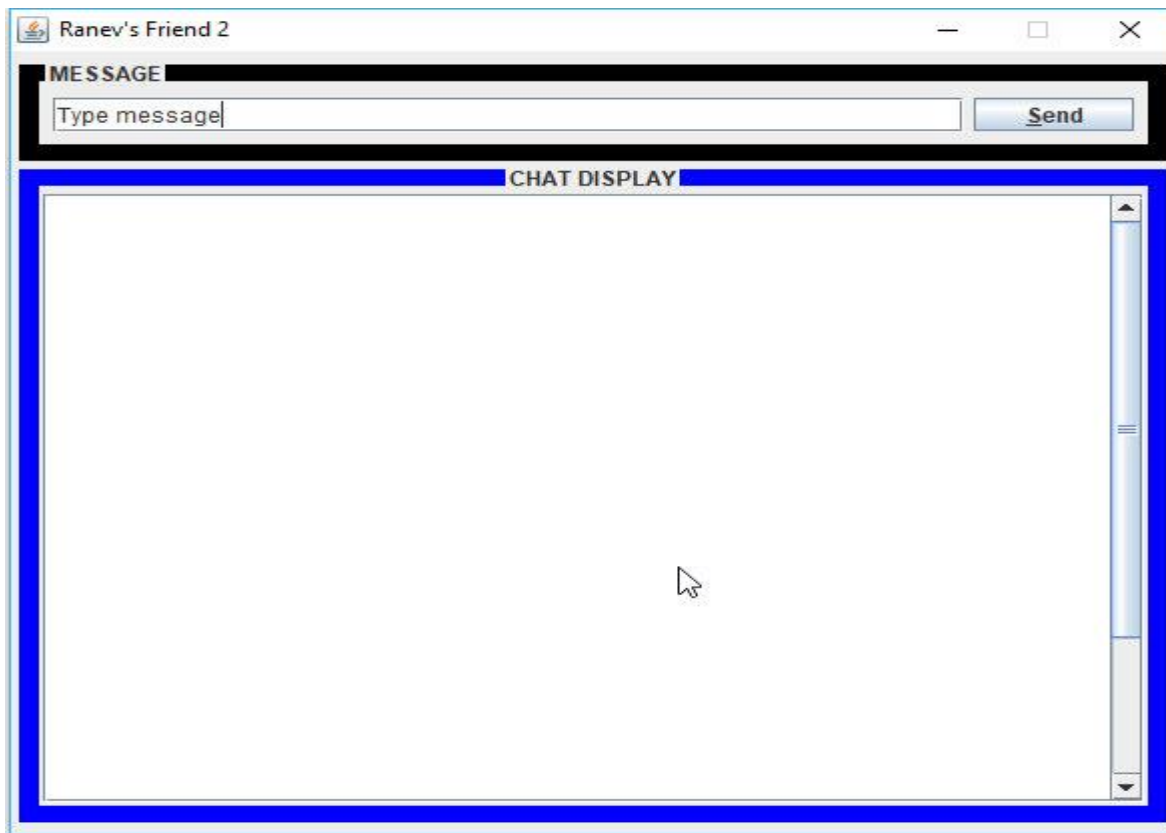 Ranev's Friend 2
MESSAGE
Type message
Send
CHAT DISPLAY